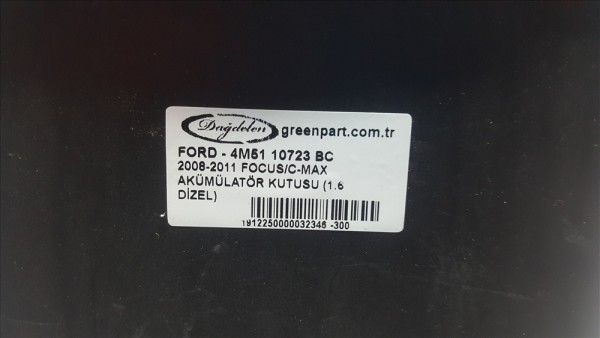 Dağdelen greenpart.com.tr
FORD - 4M51 10723 BC
2008-2011 FOCUS/C-MAX
AKÜMÜLATÖR KUTUSU (1.6
DİZEL)
1912250000032346 -300